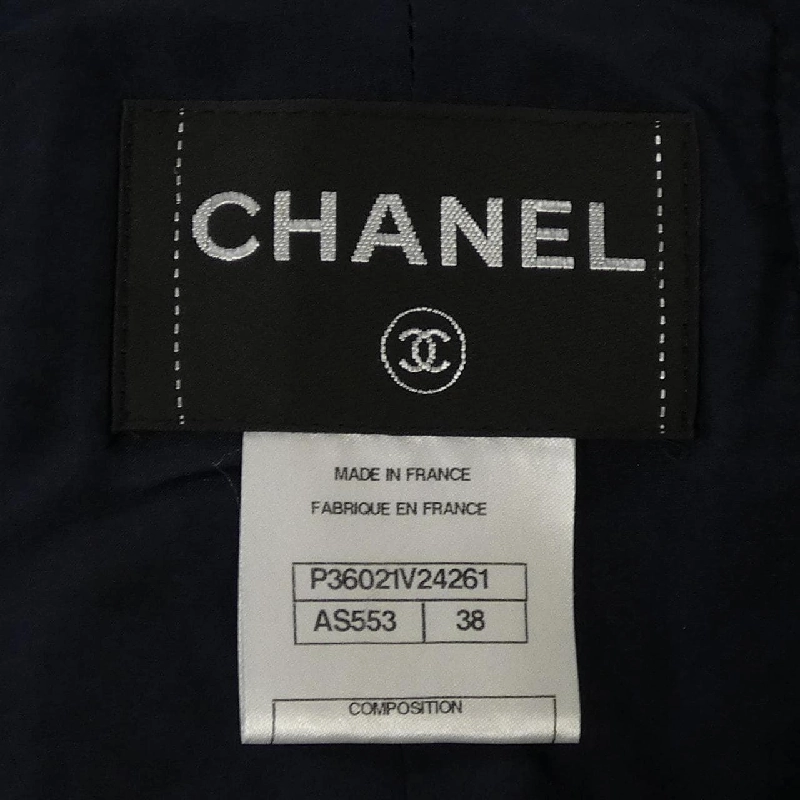 CHANEL
MADE IN FRANCE
FABRIQUE EN FRANCE
P36021V24261
AS553 38
COMPOSITION